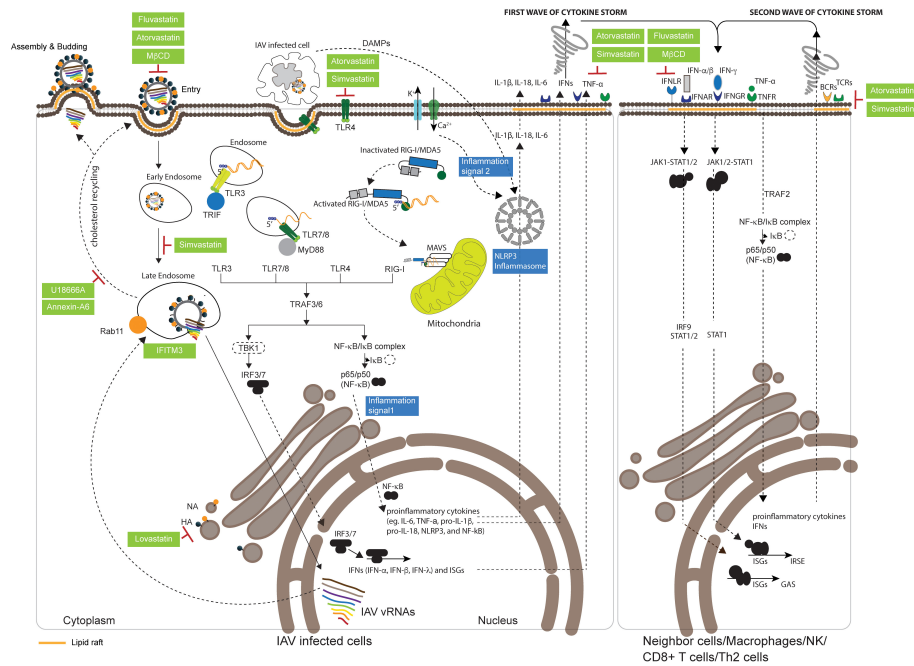 FIRST WAVE OF CYTOKINE STORM
SECOND WAVE OF CYTOKINE STORM
Fluvastatin
Atorvastatin
MβCD
Assembly & Budding
Entry
IAV infected cell
DAMPs
Atorvastatin
Simvastatin
TLR4
K⁺
Ca²⁺
IL-1β, IL-18, IL-6
IFNs
TNF-α
Atorvastatin
Simvastatin
IL-1β, IL-18, IL-6
Fluvastatin
MβCD
IFN-α/β
IFNLR
IFNAR
IFN-γ
IFNGR
TNF-α
TNFR
BCRs
TCRs
Atorvastatin
Simvastatin
cholesterol recycling
Early Endosome
Endosome
5'
TLR3
TRIF
5'
TLR7/8
MyD88
Inactivated RIG-I/MDA5
Inflammation
signal 2
Activated RIG-I/MDA5
5'
MAVS
NLRP3
Inflammasome
Mitochondria
JAK1-STAT1/2
JAK1/2-STAT1
TRAF2
NF-κB/IκB complex
IκB
p65/p50
(NF-κB)
Simvastatin
U18666A
Annexin-A6
Late Endosome
Rab11
IFITM3
TLR3
TLR7/8
TLR4
RIG-I
TRAF3/6
TBK1
IRF3/7
NF-κB/IκB complex
IκB
p65/p50
(NF-κB)
Inflammation
signal1
IRF9
STAT1/2
STAT1
NA
HA
Lovastatin
NF-κB
proinflammatory cytokines
(eg. IL-6, TNF-a, pro-IL-1β,
pro-IL-18, NLRP3, and NF-kB)
IRF3/7
IFNs (IFN-α, IFN-β, IFN-λ) and ISGs
IAV vRNAs
proinflammatory cytokines
IFNs
ISGs
IRSE
ISGs
GAS
Cytoplasm
Nucleus
Lipid raft
IAV infected cells
Neighbor cells/Macrophages/NK/
CD8+ T cells/Th2 cells